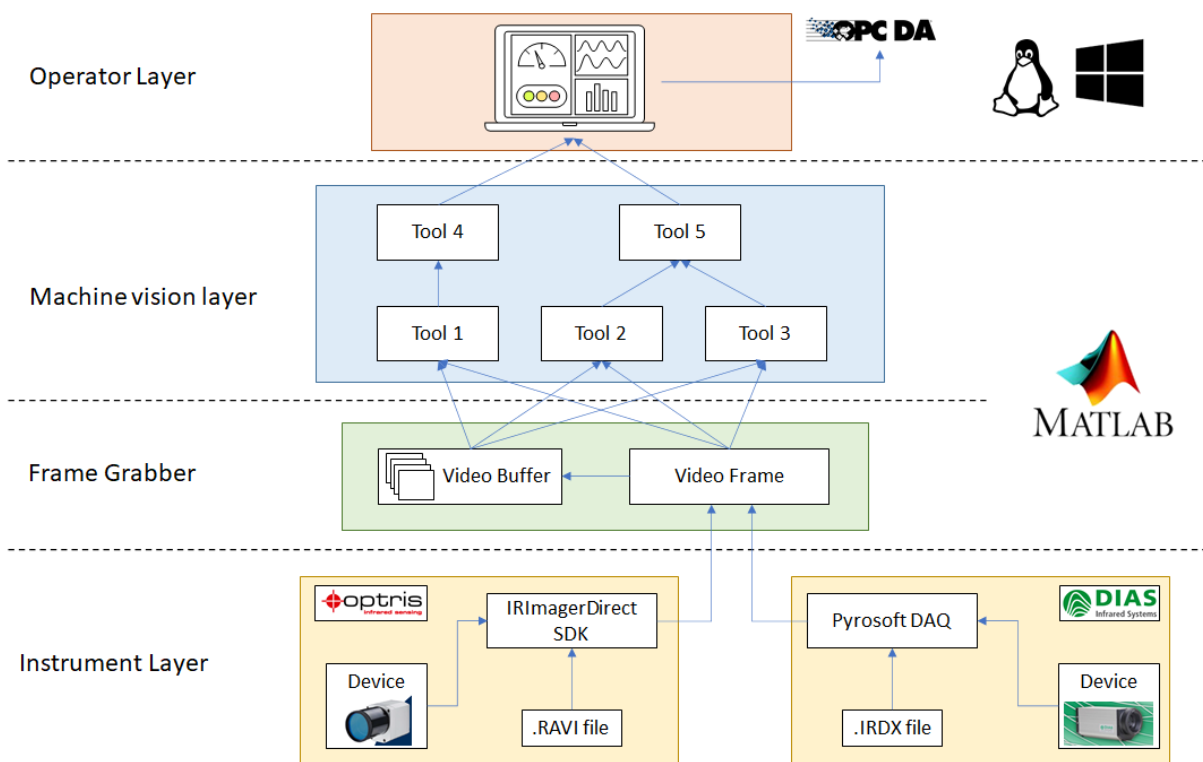 OPC DA
Operator Layer
Tool 4
Tool 5
Machine vision layer
Tool 1
Tool 2
Tool 3
MATLAB
Frame Grabber
Video Buffer
Video Frame
optris
infrared sensing
IRImagerDirect
SDK
Pyrosoft DAQ
DIAS
Infrared Systems
Instrument Layer
Device
.RAVI file
.IRDX file
Device